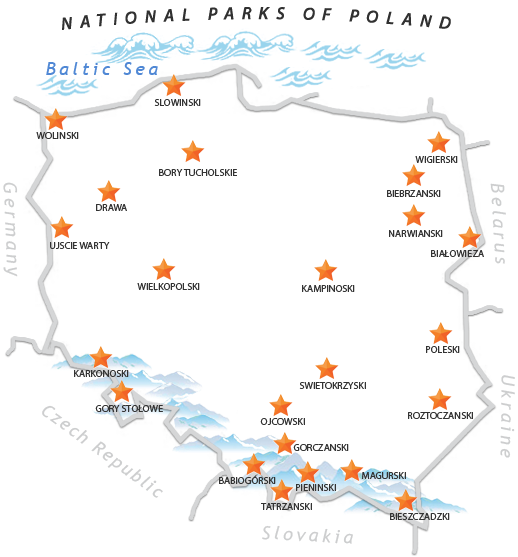 NATIONAL PARKS OF POLAND
Baltic Sea
SLOWINSKI
WOLINSKI
WIGIERSKI
BORY TUCHOLSKIE
BIEBRZANSKI
DRAWA
NARWIANSKI
UJSCIE WARTY
BIAŁOWIEZA
Germany
Belarus
WIELKOPOLSKI
KAMPINOSKI
POLESKI
KARKONOSKI
SWIETOKRZYSKI
GORY STOŁOWE
ROZTOCZANSKI
OJCOWSKI
Ukraine
Czech Republic
GORCZANSKI
BABIOGÓRSKI
PIENINSKI
MAGURSKI
TATRZANSKI
BIESZCZADZKI
Slovakia